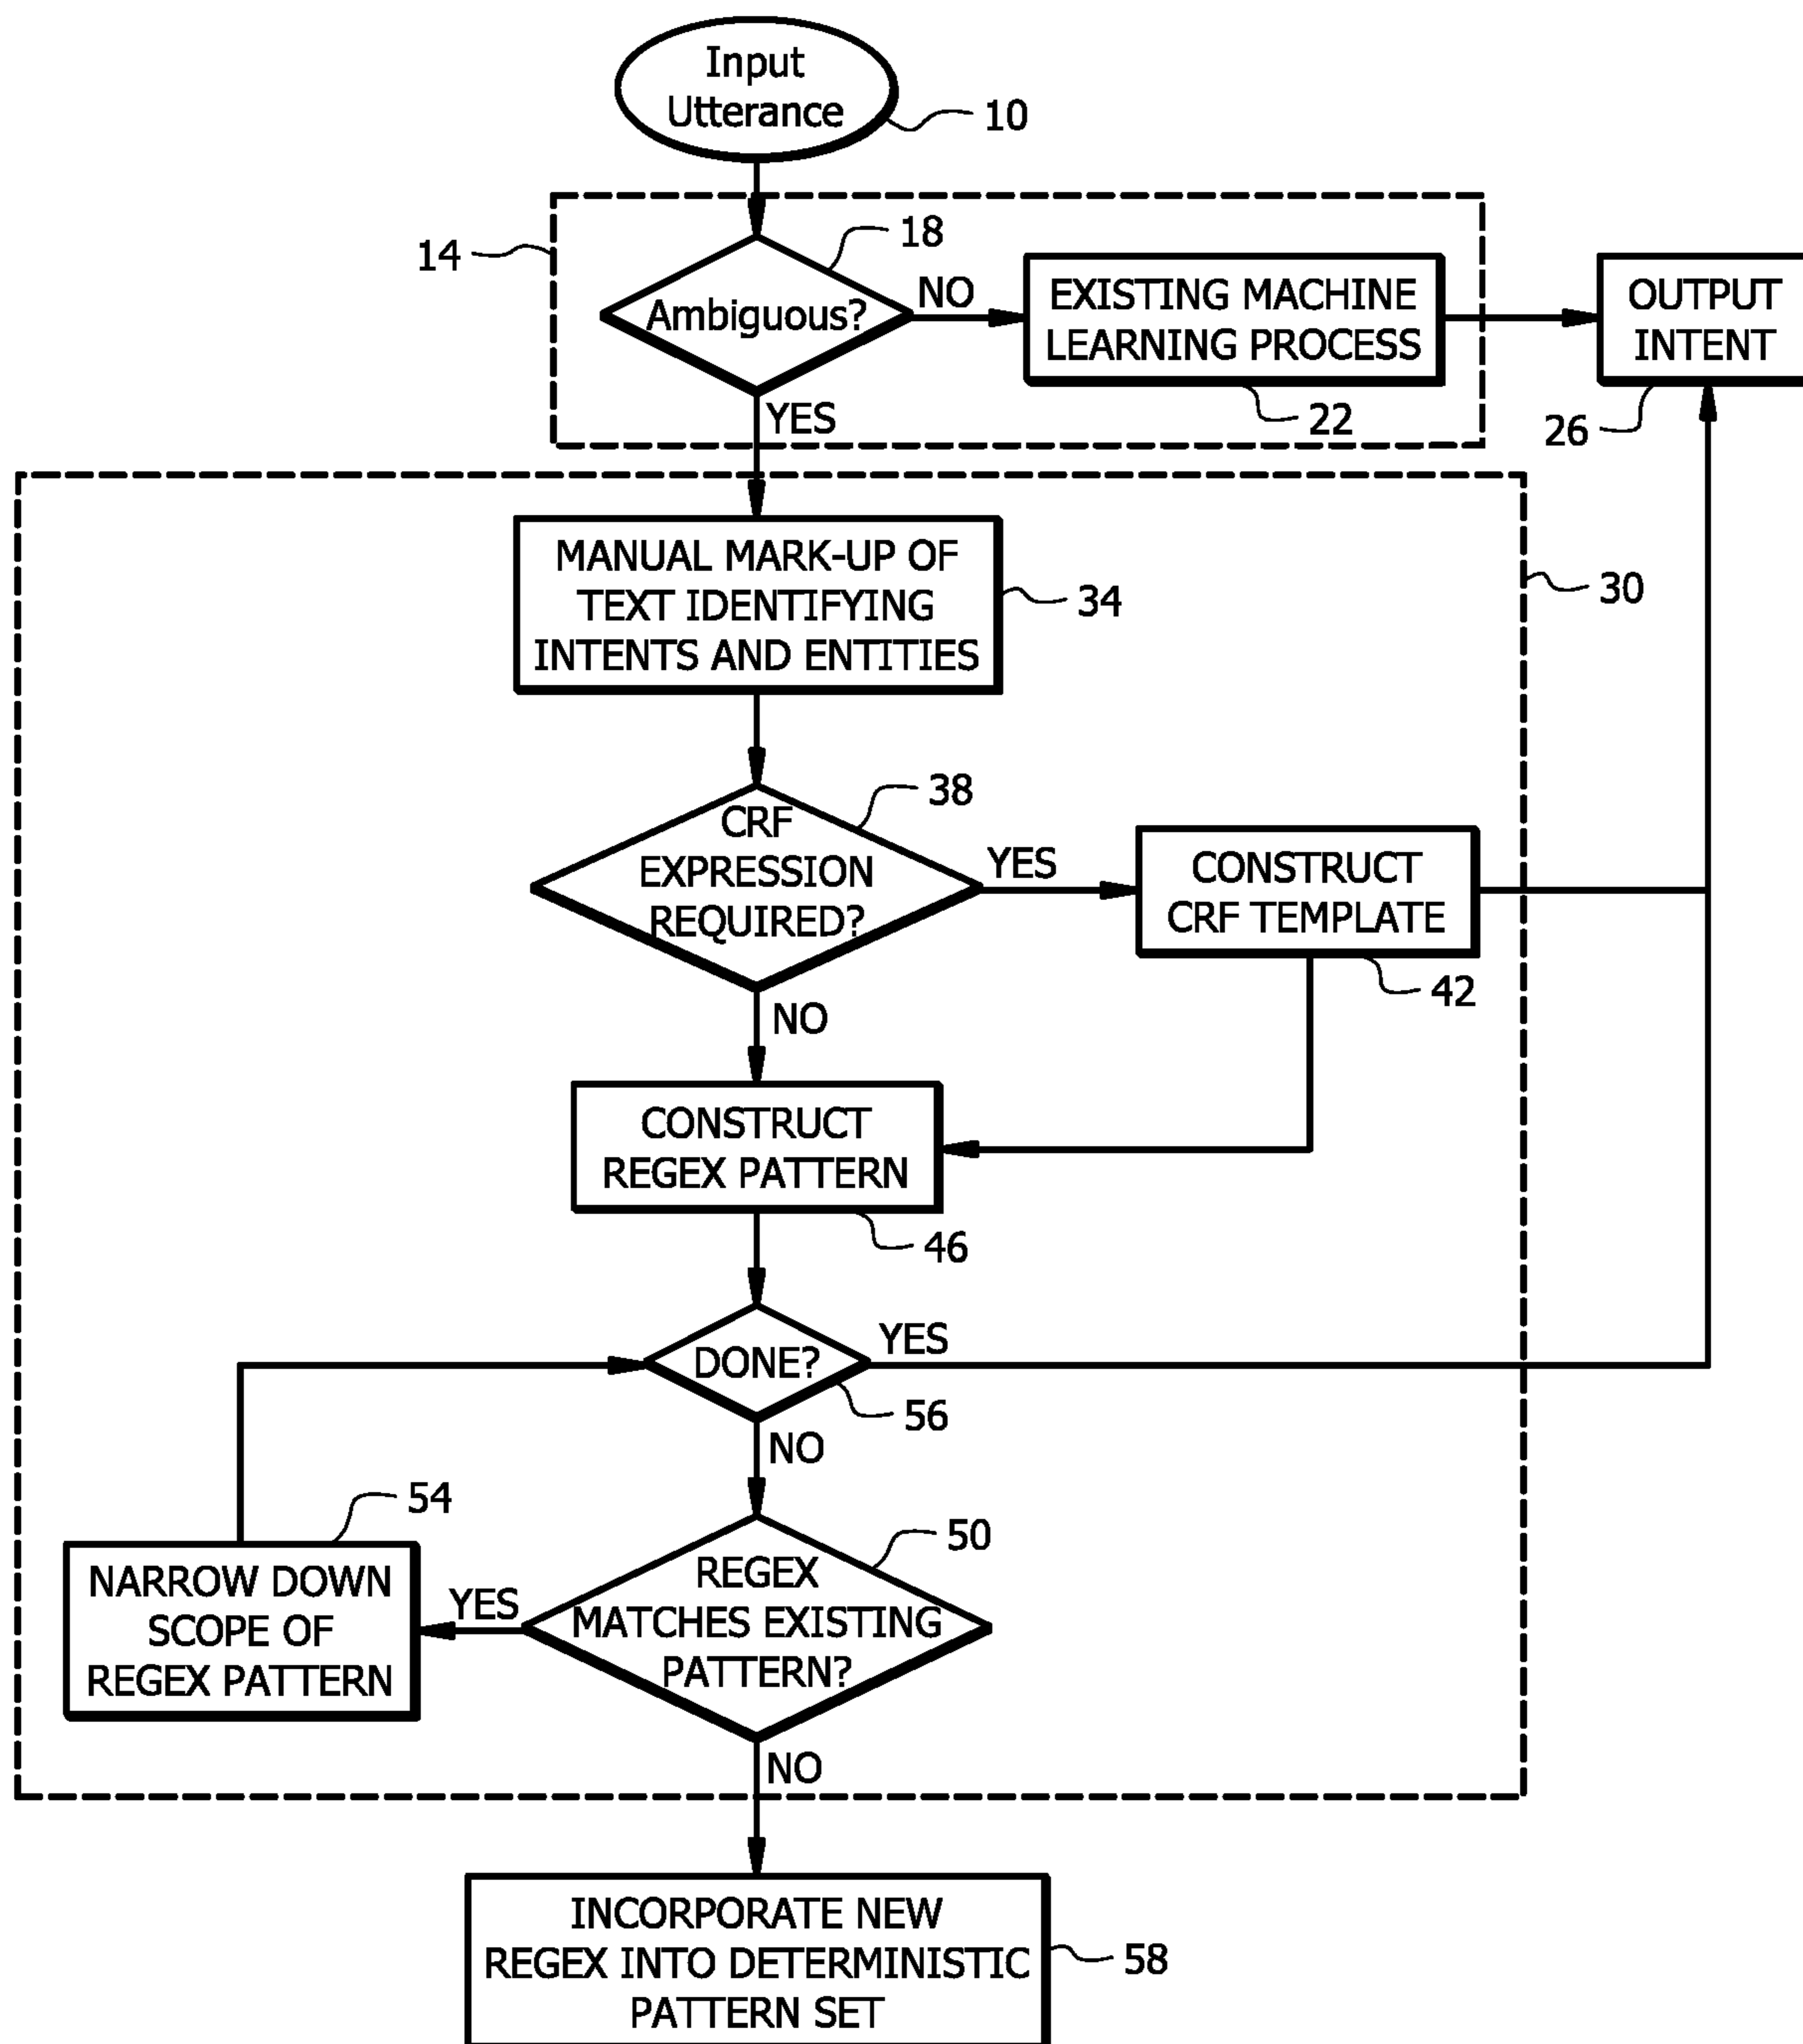 Input
Utterance
10
14
18
Ambiguous?
NO
EXISTING MACHINE
LEARNING PROCESS
22
OUTPUT
INTENT
26
YES
30
MANUAL MARK-UP OF
TEXT IDENTIFYING
INTENTS AND ENTITIES
34
38
CRF
EXPRESSION
REQUIRED?
YES
CONSTRUCT
CRF TEMPLATE
42
NO
CONSTRUCT
REGEX PATTERN
46
DONE?
YES
56
NO
54
NARROW DOWN
SCOPE OF
REGEX PATTERN
YES
50
REGEX
MATCHES EXISTING
PATTERN?
NO
INCORPORATE NEW
REGEX INTO DETERMINISTIC
PATTERN SET
58